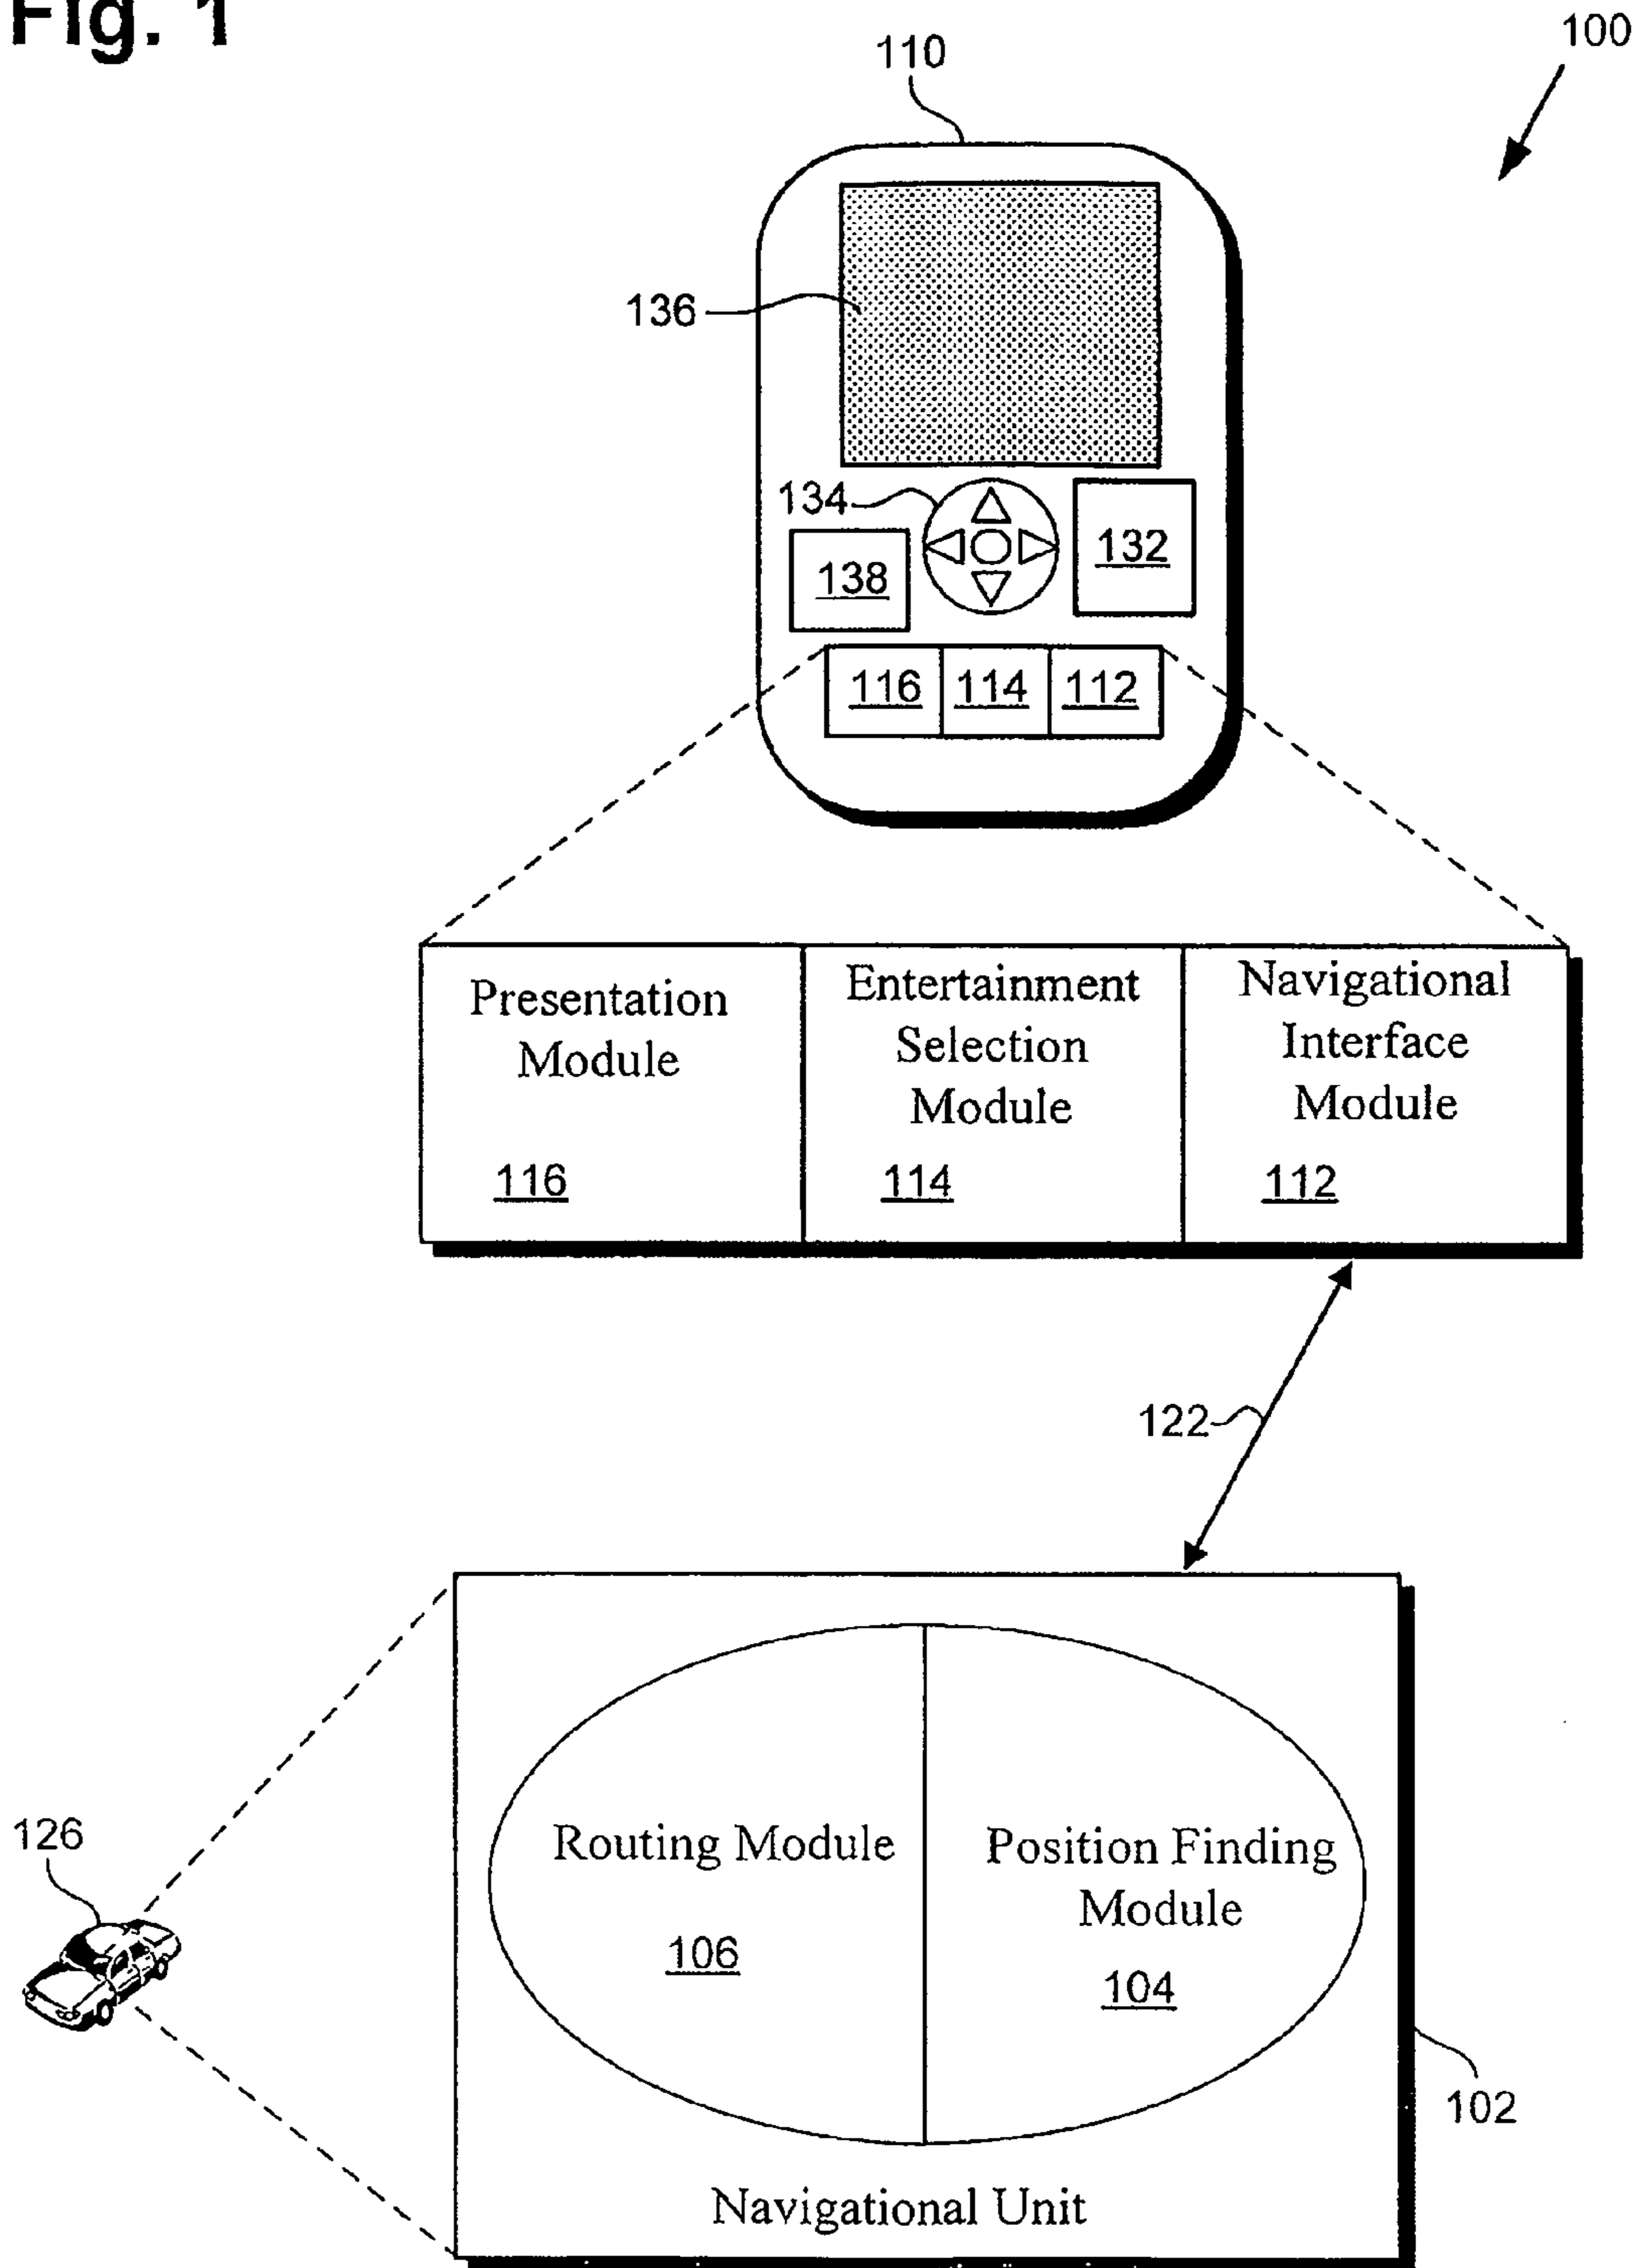 Fig. 1
100
110
136
134
132
138
116 114 112
Presentation
Module
116
Entertainment
Selection
Module
114
Navigational
Interface
Module
112
122
126
Routing Module
106
Position Finding
Module
104
102
Navigational Unit